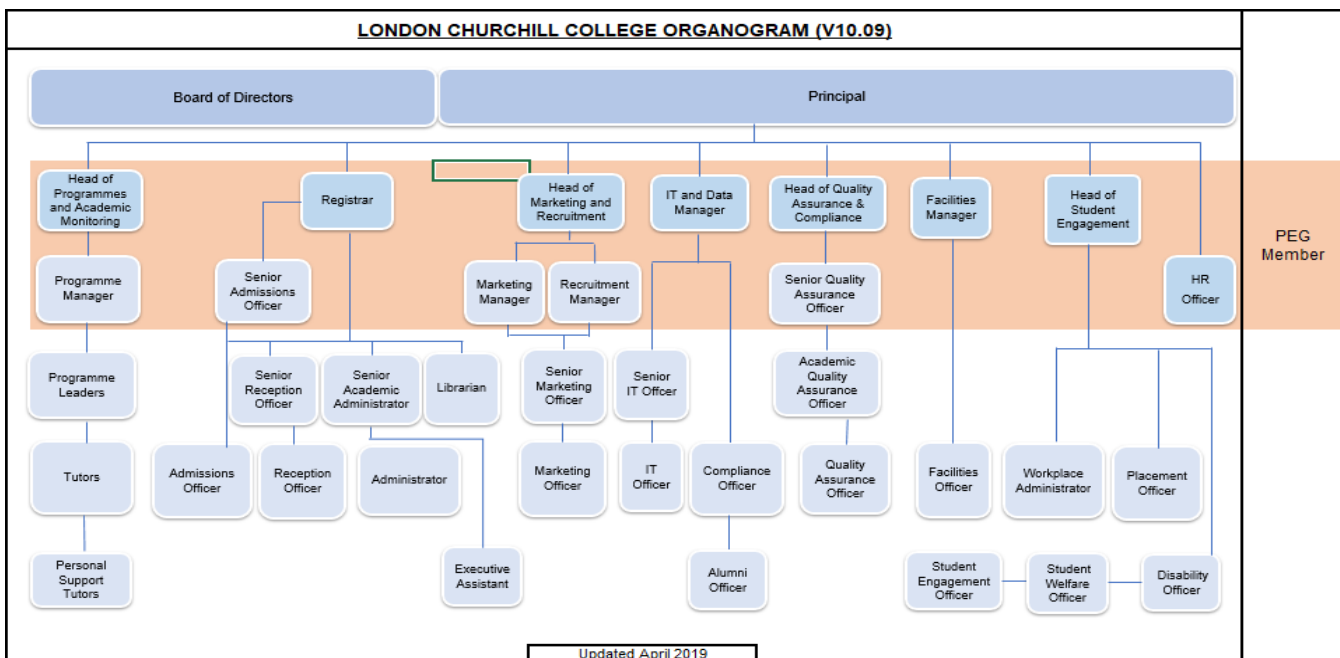 LONDON CHURCHILL COLLEGE ORGANOGRAM (V10.09)
Board of Directors
Principal
Head of
Programmes
and Academic
Monitoring
Registrar
Head of
Marketing and
Recruitment
IT and Data
Manager
Head of Quality
Assurance &
Compliance
Facilities
Manager
Head of
Student
Engagement
PEG
Member
Programme
Manager
Senior
Admissions
Officer
Marketing
Manager
Recruitment
Manager
Senior Quality
Assurance
Officer
HR
Officer
Programme
Leaders
Senior
Reception
Officer
Senior
Academic
Administrator
Librarian
Senior
Marketing
Officer
Senior
IT Offcer
Academic
Quality
Assurance
Officer
Tutors
Admissions
Officer
Reception
Officer
Administrator
Marketing
Officer
IT
Officer
Compliance
Officer
Quality
Assurance
Officer
Facilities
Officer
Workplace
Administrator
Placement
Officer
Personal
Support
Tutors
Executive
Assistant
Alumni
Officer
Student
Engagement
Officer
Student
Welfare
Officer
Disability
Officer
Updated April 2019